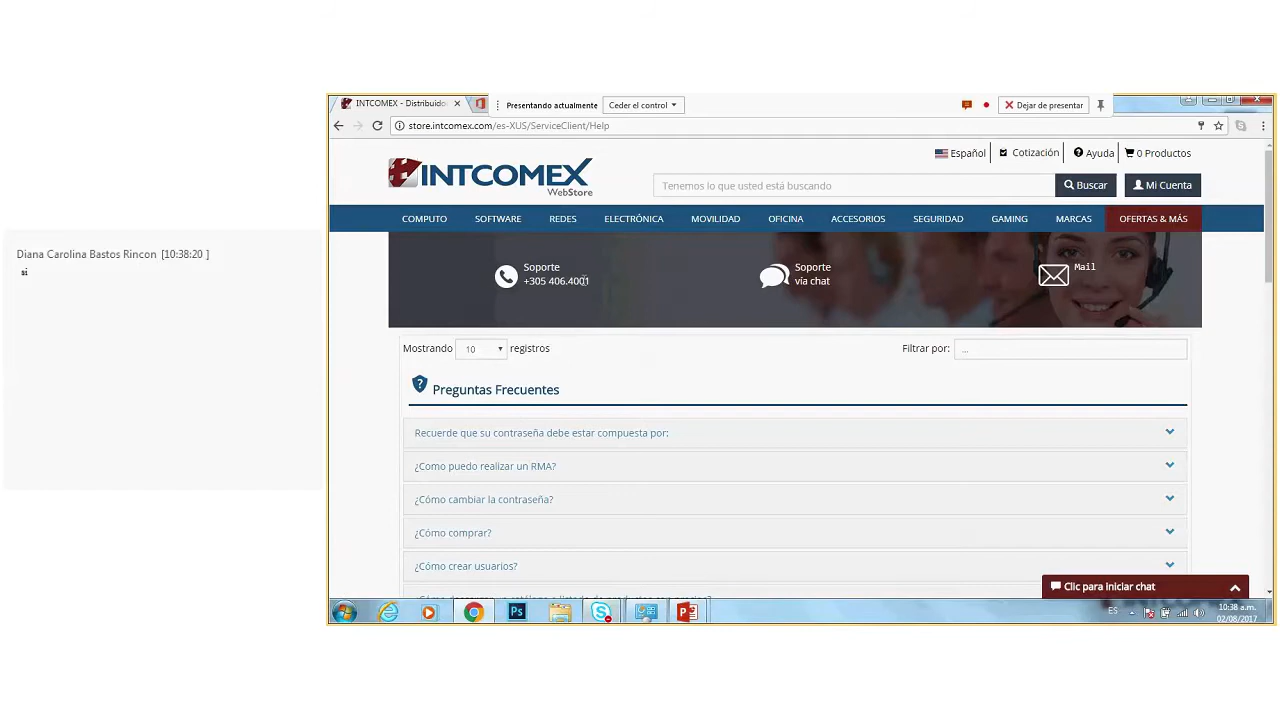 Diana Carolina Bastos Rincon [10:38:20 ]
si
INTCOMEX - Distribuido
Presentando actualmente
Ceder el control
Dejar de presentar
store.intcomex.com/es-XUS/ServiceClient/Help
Español
Cotización
Ayuda
0 Productos
INTCOMEX
WebStore
Tenemos lo que usted está buscando
Buscar
Mi Cuenta
COMPUTO SOFTWARE REDES ELECTRÓNICA MOVILIDAD OFICINA ACCESORIOS SEGURIDAD GAMING MARCAS OFERTAS & MÁS
Soporte
+305 406.4001
Soporte
vía chat
Mail
Mostrando 10 registros
Filtrar por: ...
Preguntas Frecuentes
Recuerde que su contraseña debe estar compuesta por:
¿Como puedo realizar un RMA?
¿Cómo cambiar la contraseña?
¿Cómo comprar?
¿Cómo crear usuarios?
Clic para iniciar chat
Ps
ES
10:38 a.m.
02/08/2017